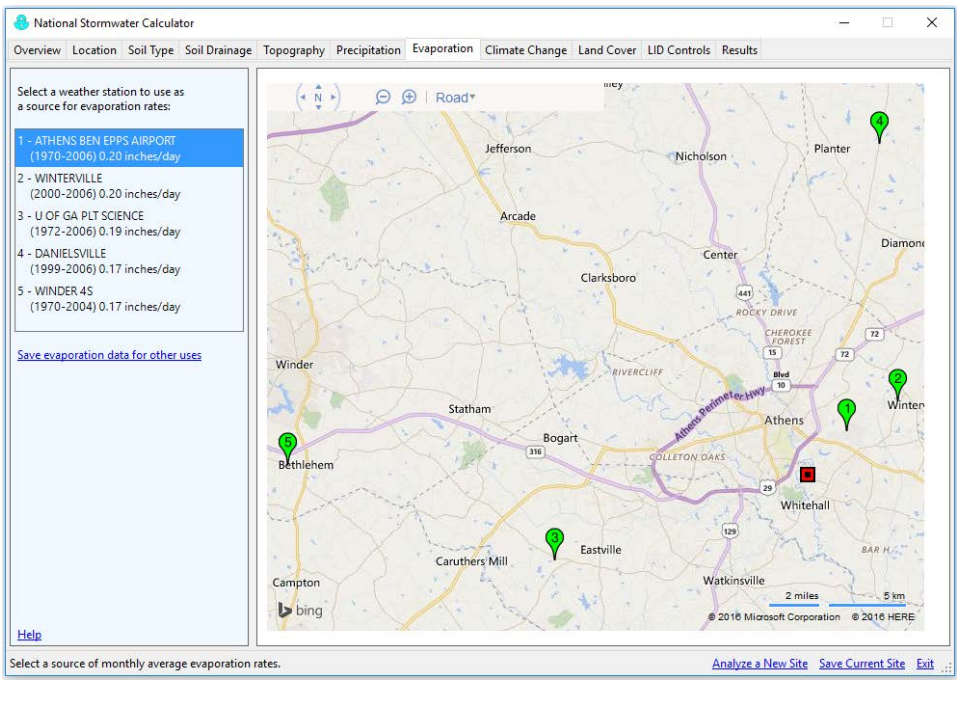 National Stormwater Calculator
Overview Location Soil Type Soil Drainage Topography Precipitation Evaporation Climate Change Land Cover LID Controls Results
Select a weather station to use as
a source for evaporation rates:
1 - ATHENS BEN EPPS AIRPORT
(1970-2006) 0.20 inches/day
2 - WINTERVILLE
(2000-2006) 0.20 inches/day
3 - U OF GA PLT SCIENCE
(1972-2006) 0.19 inches/day
4 - DANIELSVILLE
(1999-2006) 0.17 inches/day
5 - WINDER 4S
(1970-2004) 0.17 inches/day
Save evaporation data for other uses
Help
N
Road
4
Jefferson
Nicholson
Planter
Arcade
Diamon
Center
Clarksboro
441
ROCKY DRIVE
CHEROKEE
FOREST
72
15
72
Winder
RIVERCLIFF
Blvd
10
2
Athens Perimeter Hwy
Winter
Statham
1
Athens
Bogart
5
316
COLLETON OAKS
Bethlehem
29
Whitehall
129
3
Eastville
BAR H
Caruthers Mill
Watkinsville
Campton
2 miles
5 km
bing
© 2016 Microsoft Corporation © 2016 HERE
Select a source of monthly average evaporation rates.
Analyze a New Site Save Current Site Exit